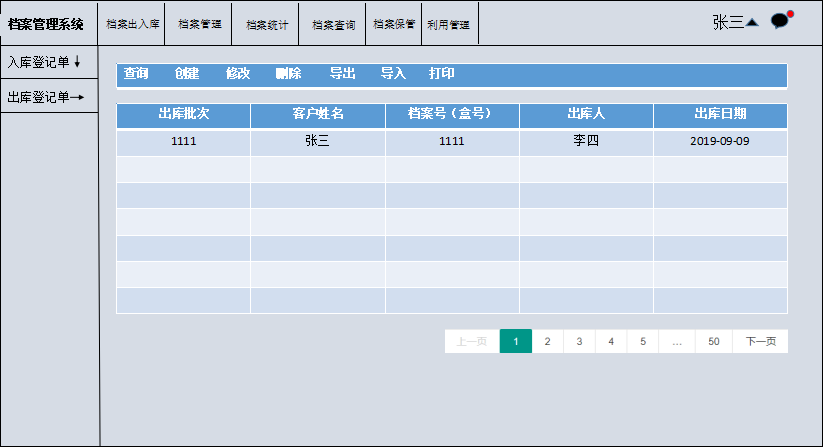 档案管理系统 档案出入库 档案管理 档案统计 档案查询 档案保管 利用管理 张三
入库登记单
出库登记单
查询 创建 修改 删除 导出 导入 打印
出库批次 客户姓名 档案号（盒号） 出库人 出库日期
1111 张三 1111 李四 2019-09-09
上一页 1 2 3 4 5 … 50 下一页